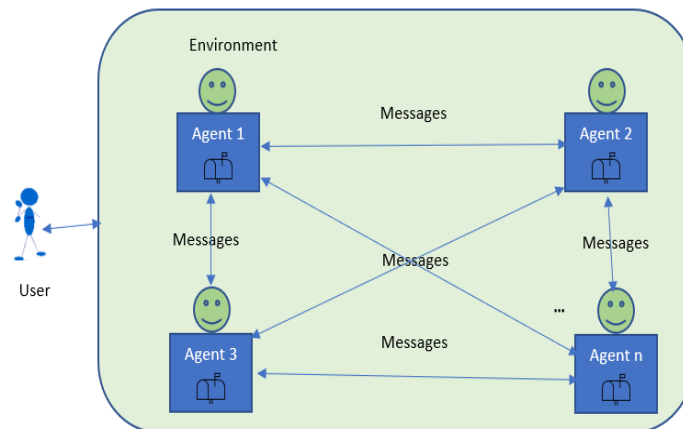 Environment
Messages
Agent 1
Agent 2
Messages
Messages
Messages
User
...
Messages
Agent 3
Agent n